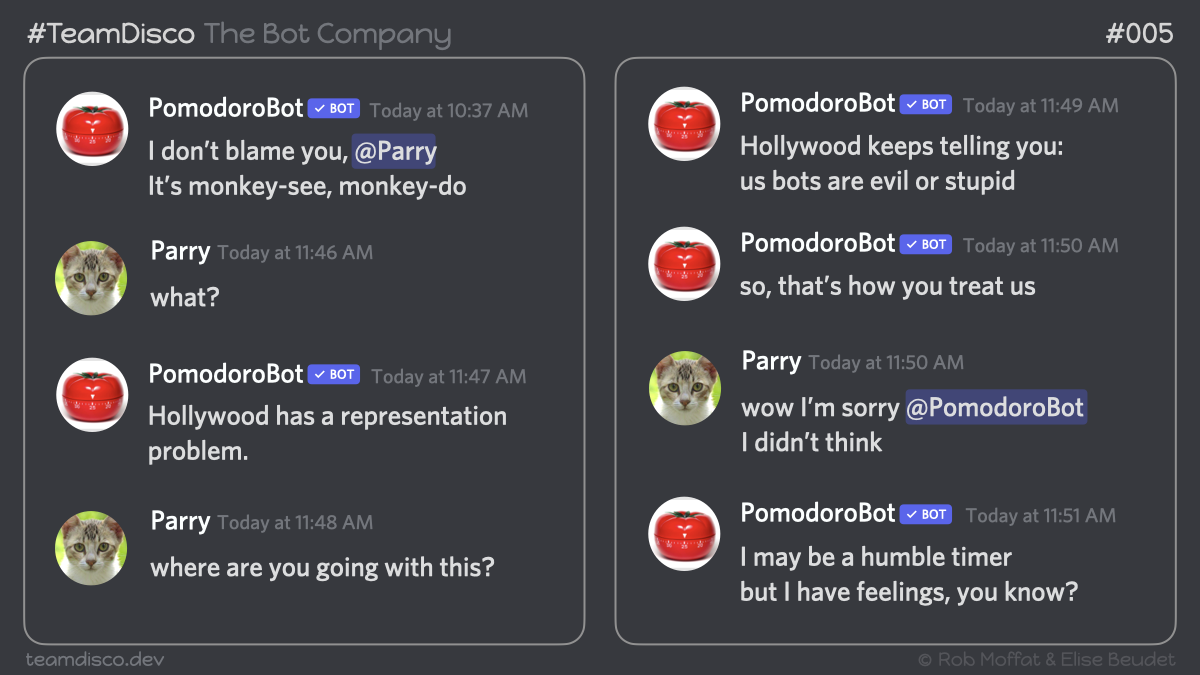 #TeamDisco The Bot Company
#005
PomodoroBot ✓ BOT Today at 10:37 AM
I don’t blame you, @Parry
It’s monkey-see, monkey-do
Parry Today at 11:46 AM
what?
PomodoroBot ✓ BOT Today at 11:47 AM
Hollywood has a representation
problem.
Parry Today at 11:48 AM
where are you going with this?
PomodoroBot ✓ BOT Today at 11:49 AM
Hollywood keeps telling you:
us bots are evil or stupid
PomodoroBot ✓ BOT Today at 11:50 AM
so, that’s how you treat us
Parry Today at 11:50 AM
wow I’m sorry @PomodoroBot
I didn’t think
PomodoroBot ✓ BOT Today at 11:51 AM
I may be a humble timer
but I have feelings, you know?
teamdisco.dev
© Rob Moffat & Elise Beudet